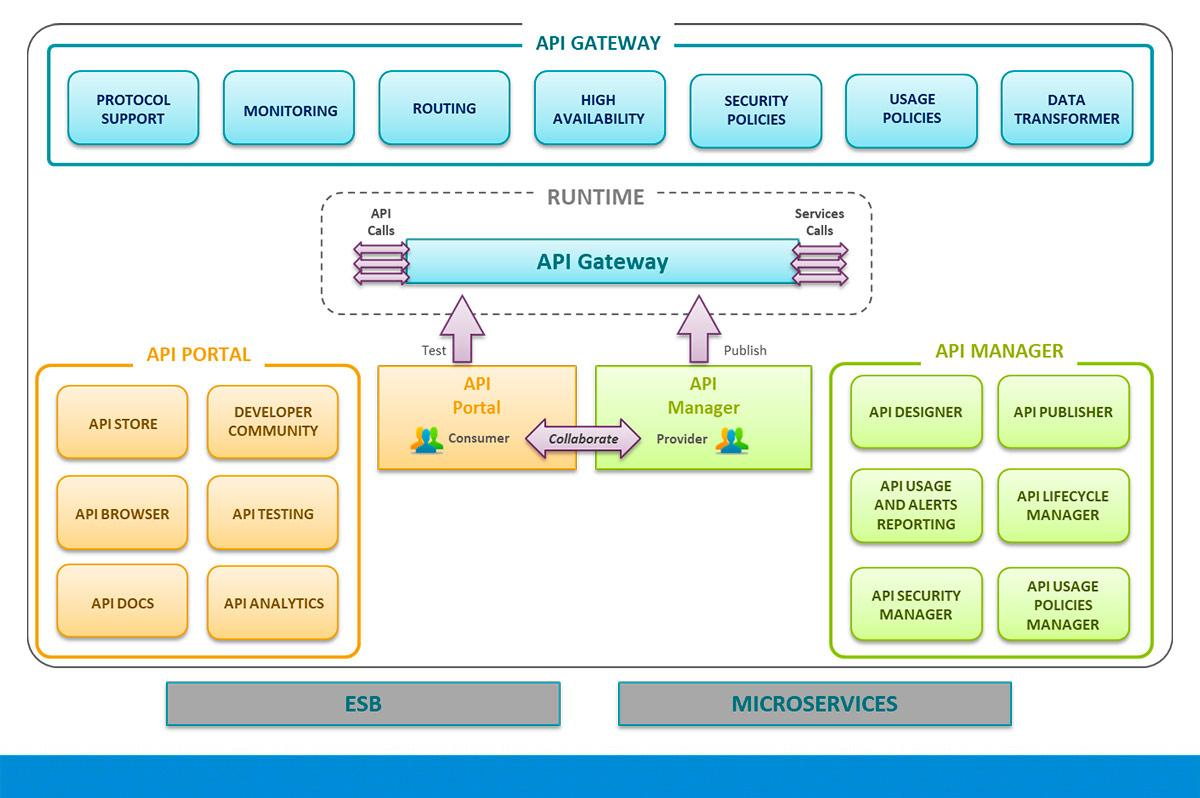 API GATEWAY
PROTOCOL
SUPPORT
MONITORING
ROUTING
HIGH
AVAILABILITY
SECURITY
POLICIES
USAGE
POLICIES
DATA
TRANSFORMER
RUNTIME
API
Calls
Services
Calls
API Gateway
Test
Publish
API PORTAL
API STORE
DEVELOPER
COMMUNITY
API BROWSER
API TESTING
API DOCS
API ANALYTICS
API
Portal
Consumer
Collaborate
API
Manager
Provider
API MANAGER
API DESIGNER
API PUBLISHER
API USAGE
AND ALERTS
REPORTING
API LIFECYCLE
MANAGER
API SECURITY
MANAGER
API USAGE
POLICIES
MANAGER
ESB
MICROSERVICES